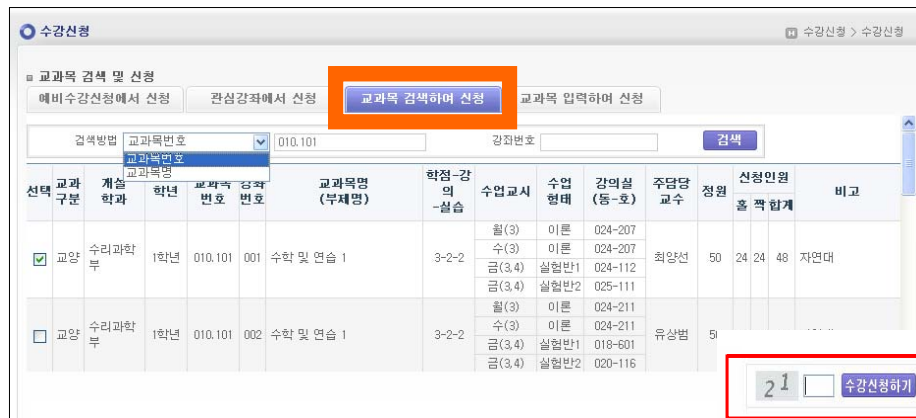 수강신청
수강신청 > 수강신청
교과목 검색 및 신청
예비수강신청에서 신청 관심강좌에서 신청 교과목 검색하여 신청 교과목 입력하여 신청
검색방법 교과목번호 010.101 강좌번호 검색
교과목번호
교과목명
선택 교과구분 개설학과 학년 교과목번호 강좌번호 교과목명 (부제명) 학점-강의-실습 수업교시 수업형태 강의실 (동-호) 주담당교수 정원 신청인원 홀 짝 합계 비고
월(3) 이론 024-207
수(3) 이론 024-207
교양 수리과학부 1학년 010.101 001 수학 및 연습 1 3-2-2 최양선 50 24 24 48 자연대
금(3,4) 실험반1 024-112
금(3,4) 실험반2 025-111
월(3) 이론 024-211
수(3) 이론 024-211
교양 수리과학부 1학년 010.101 002 수학 및 연습 1 3-2-2 유상범
금(3,4) 실험반1 018-601
금(3,4) 실험반2 020-116
21 수강신청하기